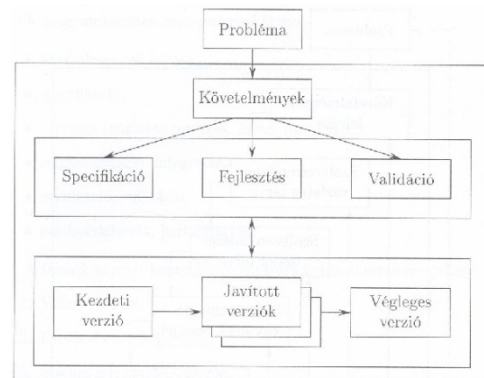 Probléma
Követelmények
Specifikáció
Fejlesztés
Validáció
Kezdeti
verzió
Javított
verziók
Végleges
verzió